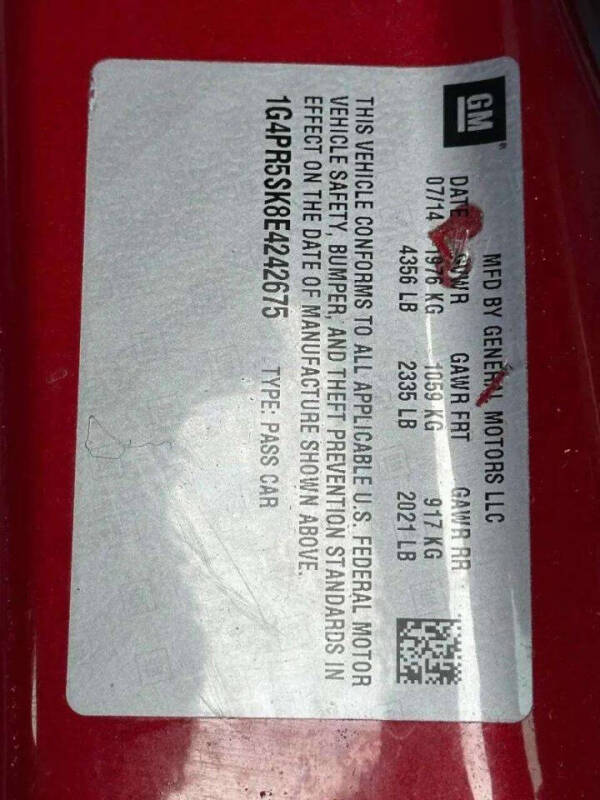 GM
MFD BY GENERAL MOTORS LLC
DATE GVWR GAWR FRT GAWR RR
07/14 1976 KG 1059 KG 917 KG
4356 LB 2335 LB 2021 LB
THIS VEHICLE CONFORMS TO ALL APPLICABLE U.S. FEDERAL MOTOR
VEHICLE SAFETY, BUMPER, AND THEFT PREVENTION STANDARDS IN
EFFECT ON THE DATE OF MANUFACTURE SHOWN ABOVE.
1G4PR5SK8E4242675 TYPE: PASS CAR